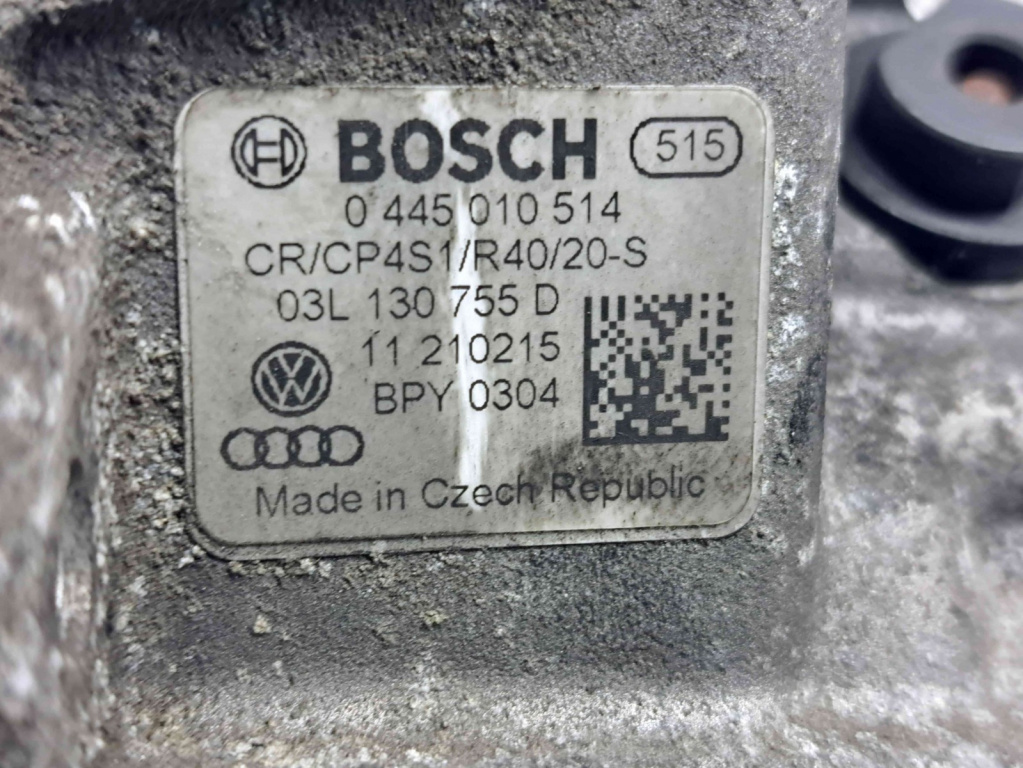 BOSCH 515
0 445 010 514
CR/CP4S1/R40/20-S
03L 130 755 D
11 210215
BPY 0304
Made in Czech Republic